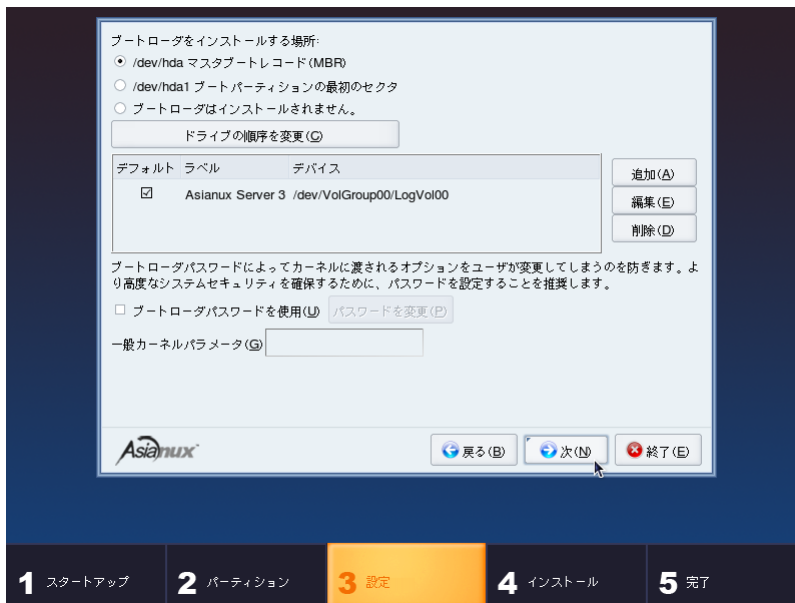 ブートローダをインストールする場所:
/dev/hda マスタブートレコード(MBR)
/dev/hda1 ブートパーティションの最初のセクタ
ブートローダはインストールされません。
ドライブの順序を変更(C)
デフォルト ラベル デバイス
Asianux Server 3 /dev/VolGroup00/LogVol00
追加(A)
編集(E)
削除(D)
ブートローダパスワードによってカーネルに渡されるオプションをユーザが変更してしまうのを防ぎます。よ
り高度なシステムセキュリティを確保するために、パスワードを設定することを推奨します。
ブートローダパスワードを使用(U) パスワードを変更(P)
一般カーネルパラメータ(G)
Asianux
戻る(B) 次(N) 終了(E)
1 スタートアップ 2 パーティション 3 設定 4 インストール 5 完了